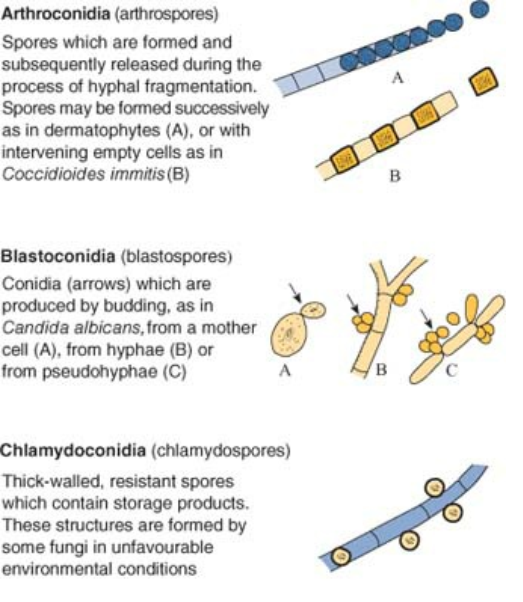 Arthroconidia (arthrospores)
Spores which are formed and
subsequently released during the
process of hyphal fragmentation.
Spores may be formed successively
as in dermatophytes (A), or with
intervening empty cells as in
Coccidioides immitis (B)
A
B
Blastoconidia (blastospores)
Conidia (arrows) which are
produced by budding, as in
Candida albicans, from a mother
cell (A), from hyphae (B) or
from pseudohyphae (C)
A
B
C
Chlamydoconidia (chlamydospores)
Thick-walled, resistant spores
which contain storage products.
These structures are formed by
some fungi in unfavourable
environmental conditions